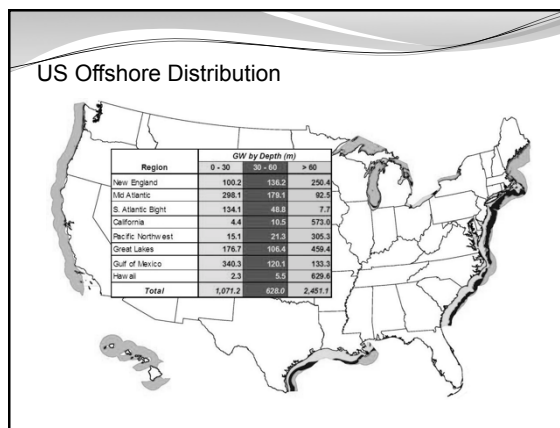 US Offshore Distribution
GW by Depth (m)
Region 0 - 30 30 - 60 > 60
New England 100.2 136.2 250.4
Mid Atlantic 298.1 179.1 92.5
S. Atlantic Bight 134.1 48.8 7.7
California 4.4 10.5 573.0
Pacific Northwest 15.1 21.3 305.3
Great Lakes 176.7 106.4 459.4
Gulf of Mexico 340.3 120.1 133.3
Hawaii 2.3 5.5 629.6
Total 1,071.2 628.0 2,451.1